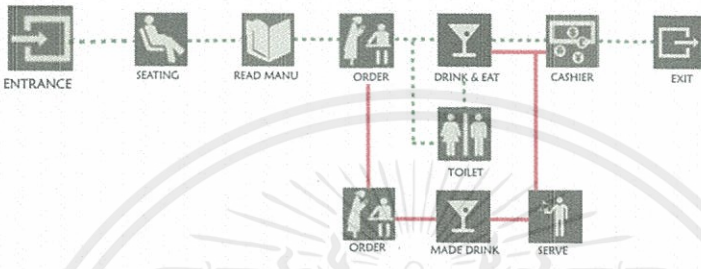 ENTRANCE
SEATING
READ MANU
ORDER
DRINK & EAT
CASHIER
EXIT
TOILET
ORDER
MADE DRINK
SERVE